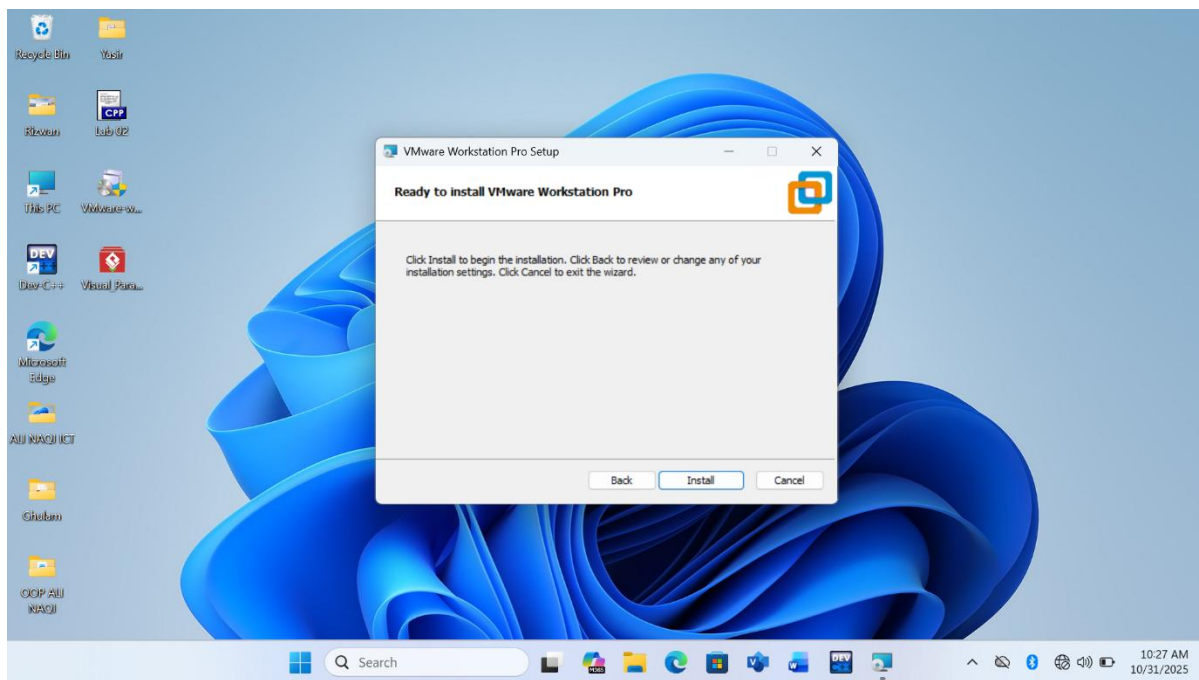 Recycle Bin
Yasir
Rizwan
CPP
Lab 02
This PC
VMware-w...
DEV
Dev-C++
Visual_Para...
Microsoft
Edge
ALI NAQI ICT
Ghulam
OOP ALI
NAQI
VMware Workstation Pro Setup
Ready to install VMware Workstation Pro
Click Install to begin the installation. Click Back to review or change any of your
installation settings. Click Cancel to exit the wizard.
Back Install Cancel
Search
M365
DEV
10:27 AM
10/31/2025